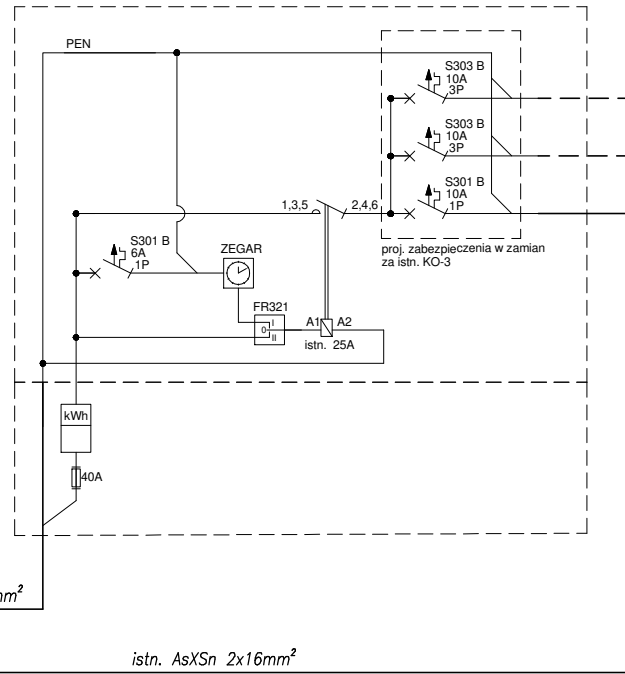 PEN
S303 B
10A
3P
S303 B
10A
3P
S301 B
10A
1P
1,3,5
2,4,6
proj. zabezpieczenia w zamian
za istn. KO-3
S301 B
6A
1P
ZEGAR
FR321
I
0
II
A1
A2
istn. 25A
kWh
40A
mm²
istn. AsXSn 2x16mm²